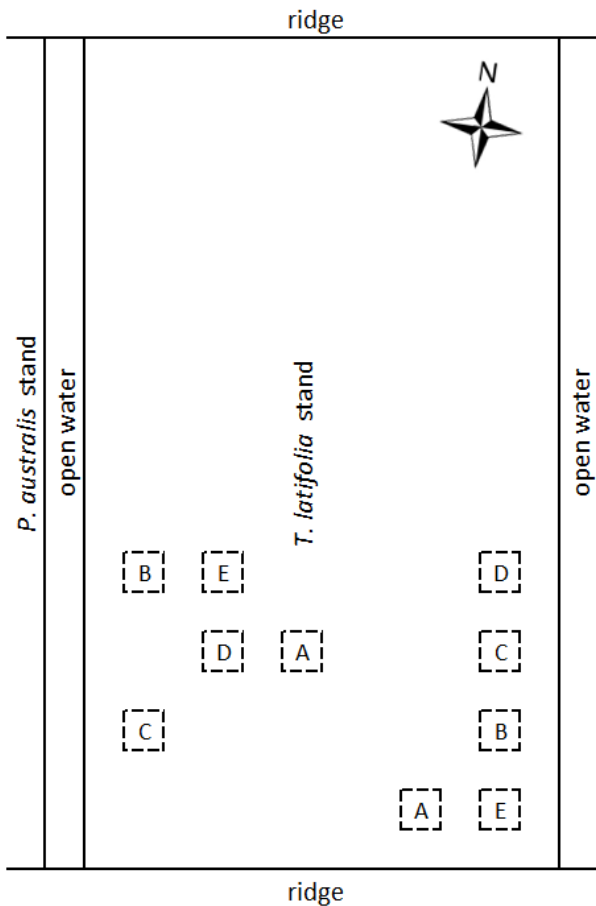 ridge
N
P. australis stand
open water
T. latifolia stand
open water
B E D
D A C
C B
A E
ridge